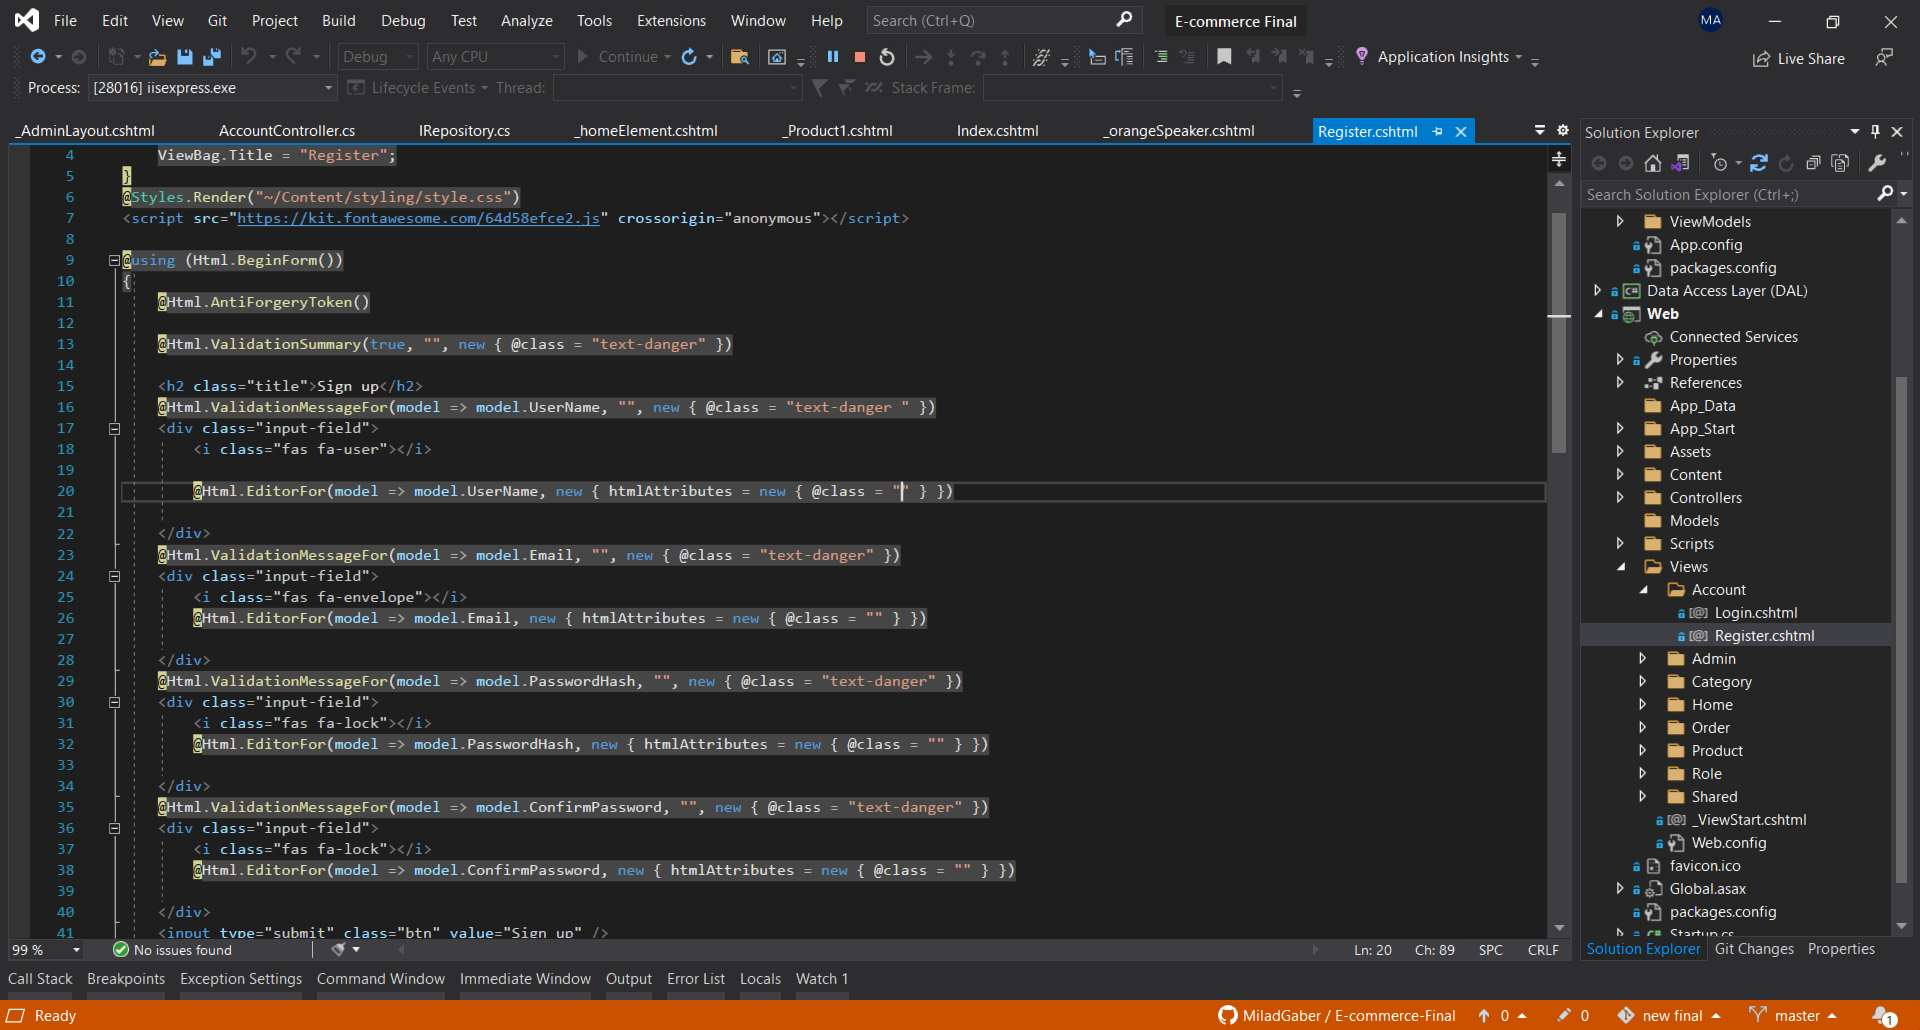 File Edit View Git Project Build Debug Test Analyze Tools Extensions Window Help Search (Ctrl+Q) E-commerce Final MA
Debug Any CPU Continue Application Insights Live Share
Process: [28016] iisexpress.exe Lifecycle Events Thread: Stack Frame:
_AdminLayout.cshtml AccountController.cs IRepository.cs _homeElement.cshtml _Product1.cshtml Index.cshtml _orangeSpeaker.cshtml Register.cshtml
4 ViewBag.Title = "Register";
5 }
6 @Styles.Render("~/Content/styling/style.css")
7 <script src="https://kit.fontawesome.com/64d58efce2.js" crossorigin="anonymous"></script>
8
9 @using (Html.BeginForm())
10 {
11 @Html.AntiForgeryToken()
12
13 @Html.ValidationSummary(true, "", new { @class = "text-danger" })
14
15 <h2 class="title">Sign up</h2>
16 @Html.ValidationMessageFor(model => model.UserName, "", new { @class = "text-danger " })
17 <div class="input-field">
18 <i class="fas fa-user"></i>
19
20 @Html.EditorFor(model => model.UserName, new { htmlAttributes = new { @class = "" } })
21
22 </div>
23 @Html.ValidationMessageFor(model => model.Email, "", new { @class = "text-danger" })
24 <div class="input-field">
25 <i class="fas fa-envelope"></i>
26 @Html.EditorFor(model => model.Email, new { htmlAttributes = new { @class = "" } })
27
28 </div>
29 @Html.ValidationMessageFor(model => model.PasswordHash, "", new { @class = "text-danger" })
30 <div class="input-field">
31 <i class="fas fa-lock"></i>
32 @Html.EditorFor(model => model.PasswordHash, new { htmlAttributes = new { @class = "" } })
33
34 </div>
35 @Html.ValidationMessageFor(model => model.ConfirmPassword, "", new { @class = "text-danger" })
36 <div class="input-field">
37 <i class="fas fa-lock"></i>
38 @Html.EditorFor(model => model.ConfirmPassword, new { htmlAttributes = new { @class = "" } })
39
40 </div>
41 <input type="submit" class="btn" value="Sign up" />
99 % No issues found Ln: 20 Ch: 89 SPC CRLF
Solution Explorer
Search Solution Explorer (Ctrl+;)
ViewModels
App.config
packages.config
Data Access Layer (DAL)
Web
Connected Services
Properties
References
App_Data
App_Start
Assets
Content
Controllers
Models
Scripts
Views
Account
Login.cshtml
Register.cshtml
Admin
Category
Home
Order
Product
Role
Shared
_ViewStart.cshtml
Web.config
favicon.ico
Global.asax
packages.config
Startup.cs
Solution Explorer Git Changes Properties
Call Stack Breakpoints Exception Settings Command Window Immediate Window Output Error List Locals Watch 1
Ready MiladGaber / E-commerce-Final 0 0 new final master 1